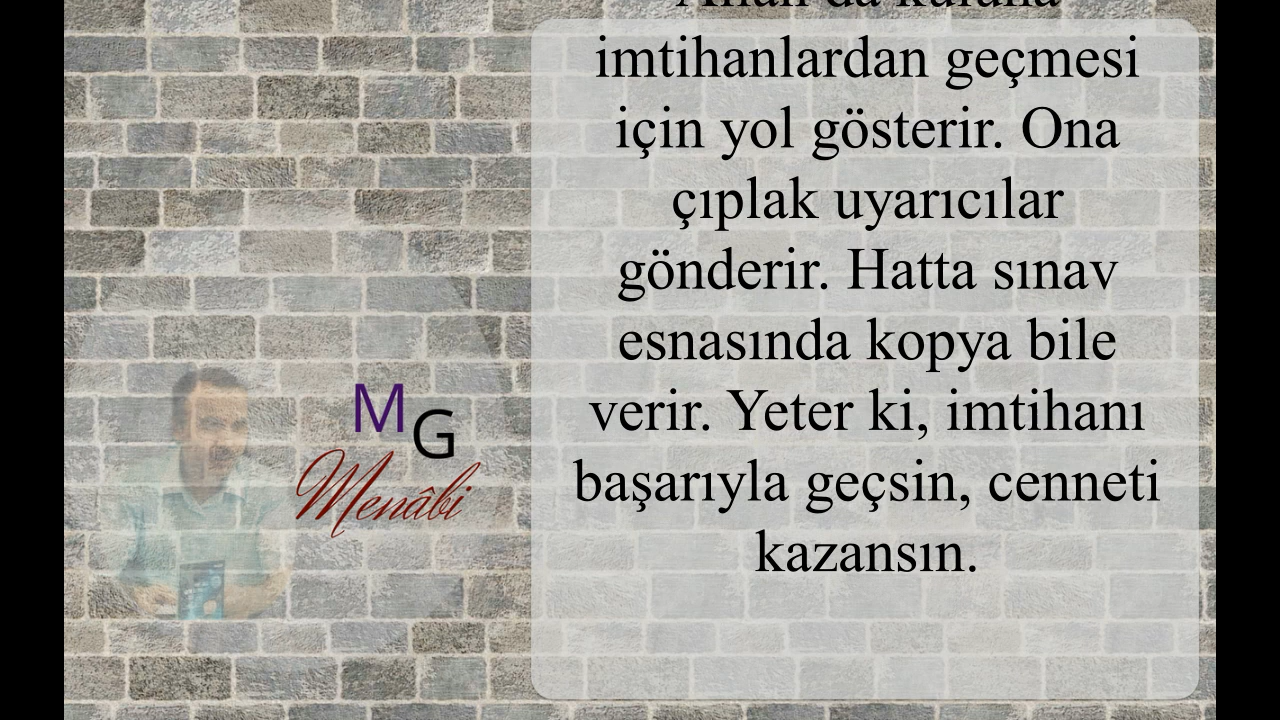 imtihanlardan geçmesi
için yol gösterir. Ona
çıplak uyarıcılar
gönderir. Hatta sınav
esnasında kopya bile
verir. Yeter ki, imtihanı
başarıyla geçsin, cenneti
kazansın.
MG
Menâbi